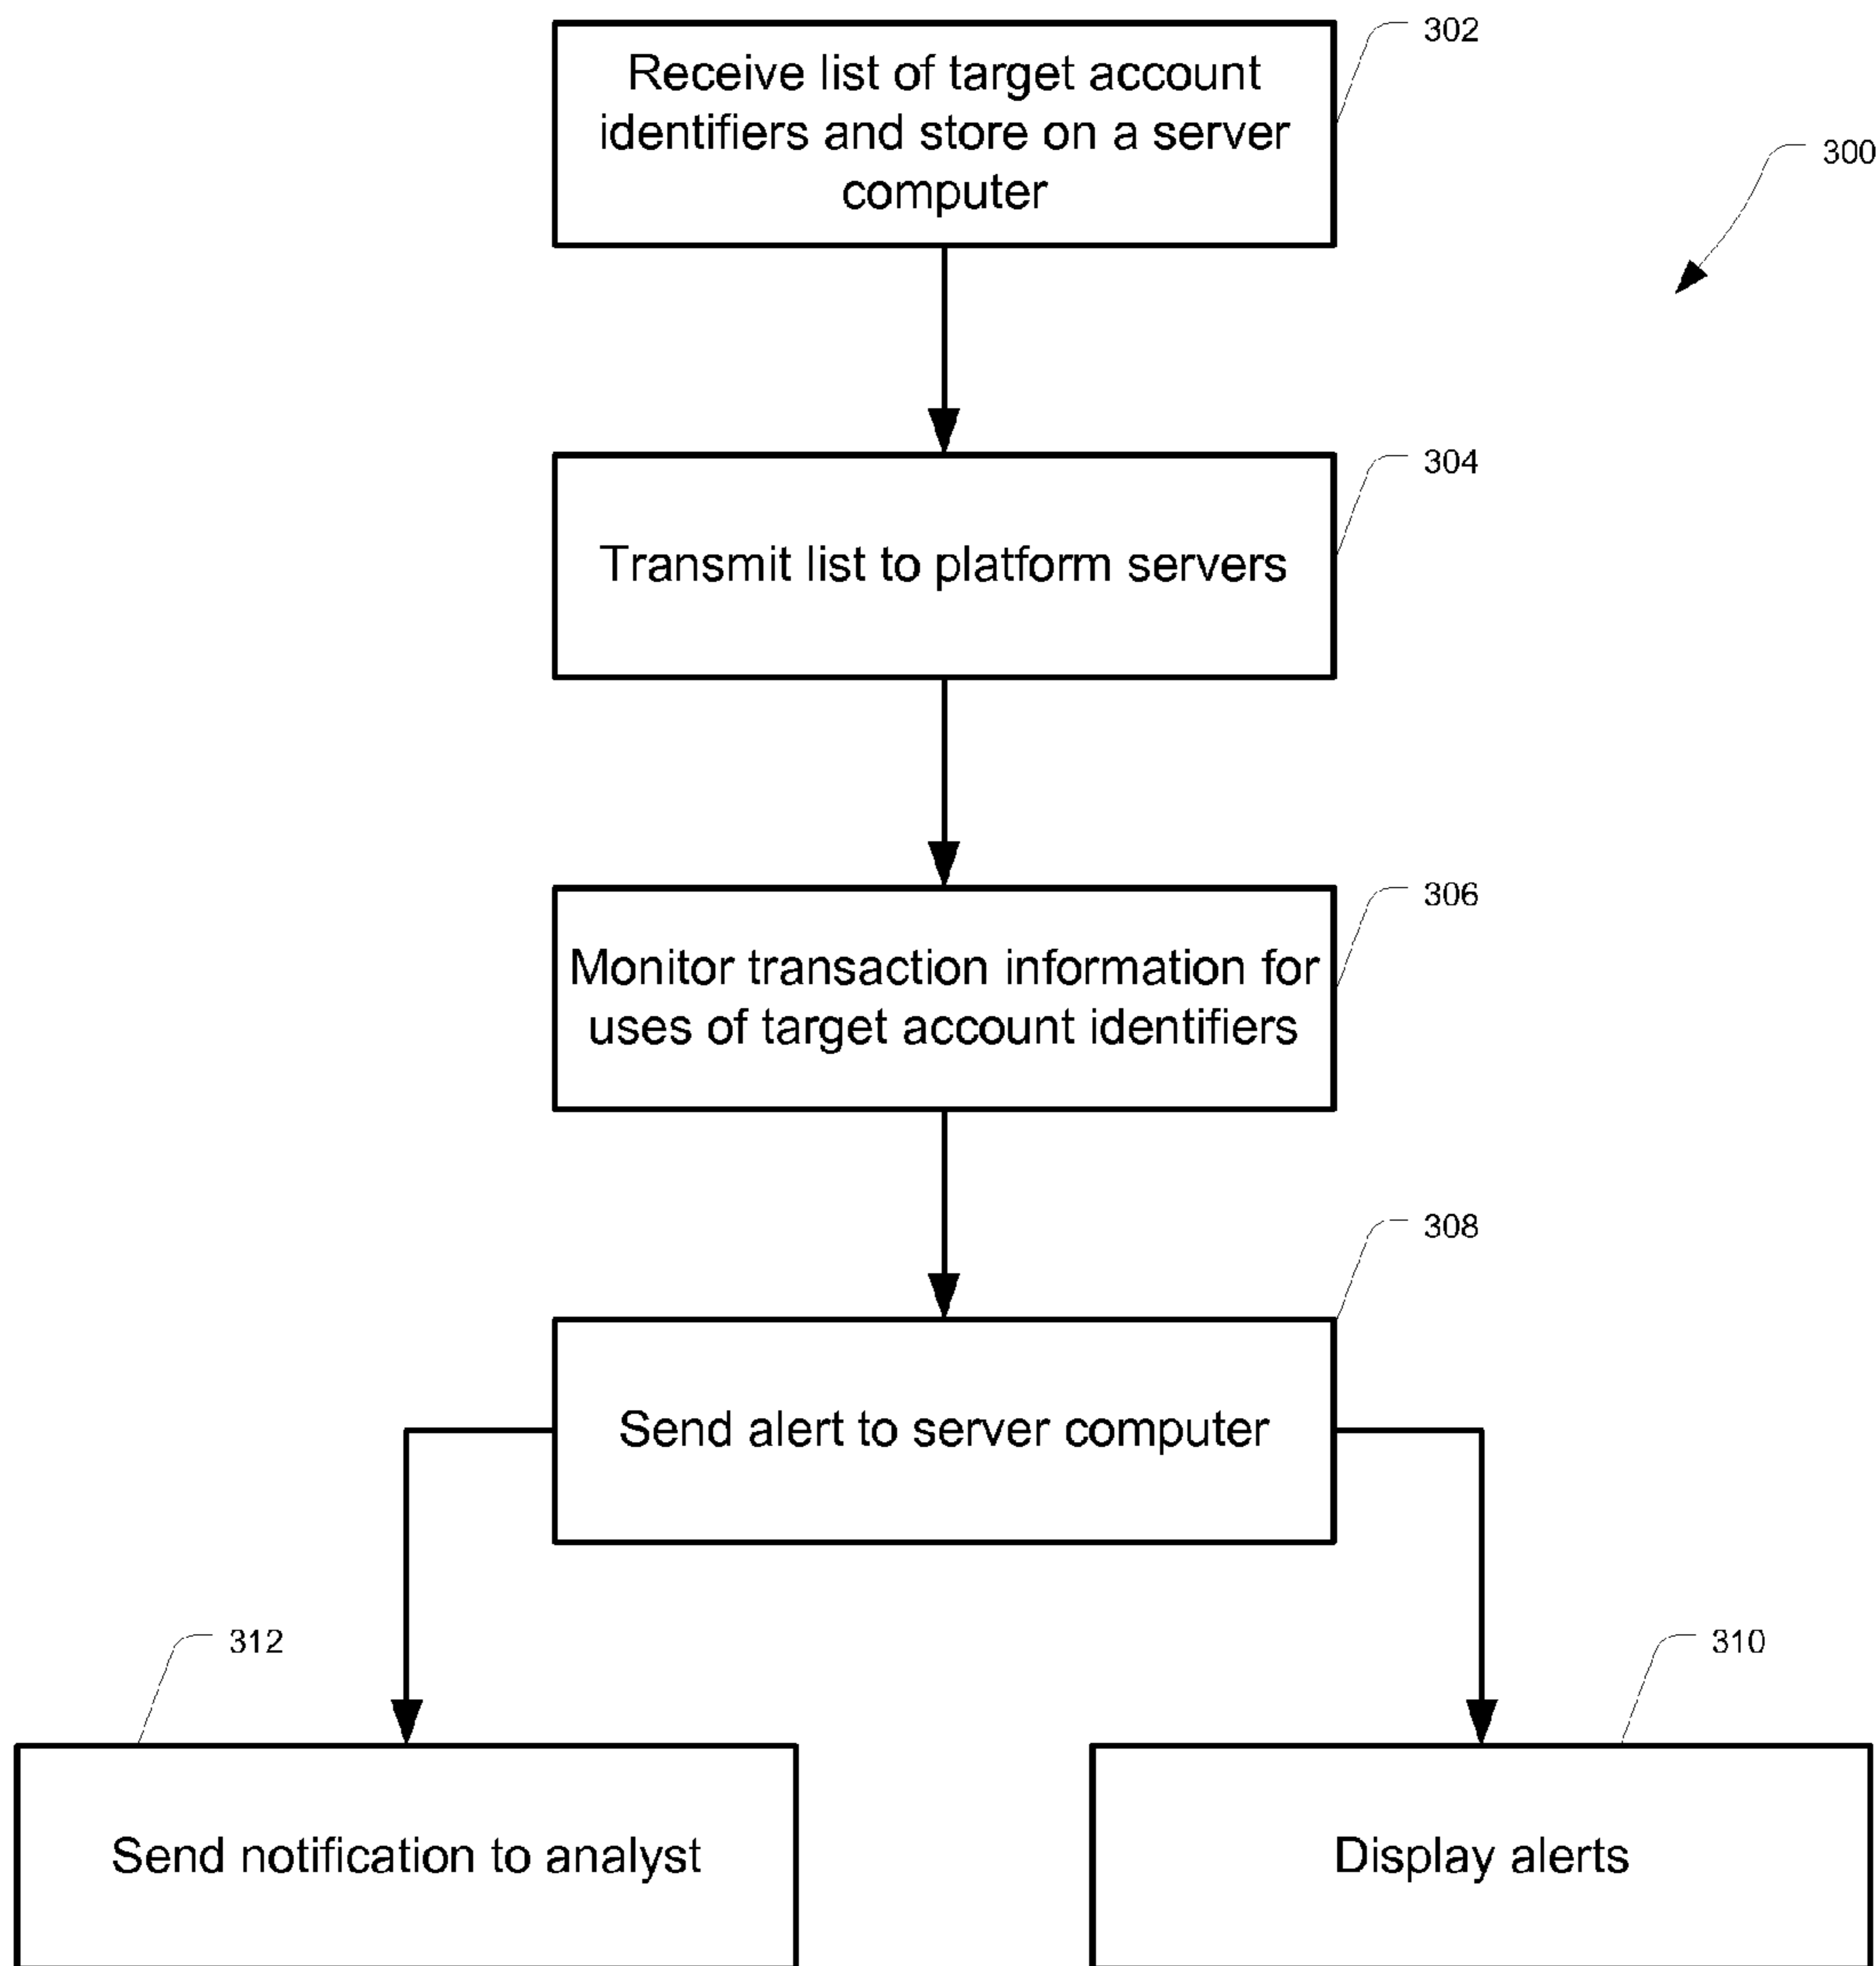 302
Receive list of target account
identifiers and store on a server
computer
300
304
Transmit list to platform servers
306
Monitor transaction information for
uses of target account identifiers
308
Send alert to server computer
312
310
Send notification to analyst
Display alerts